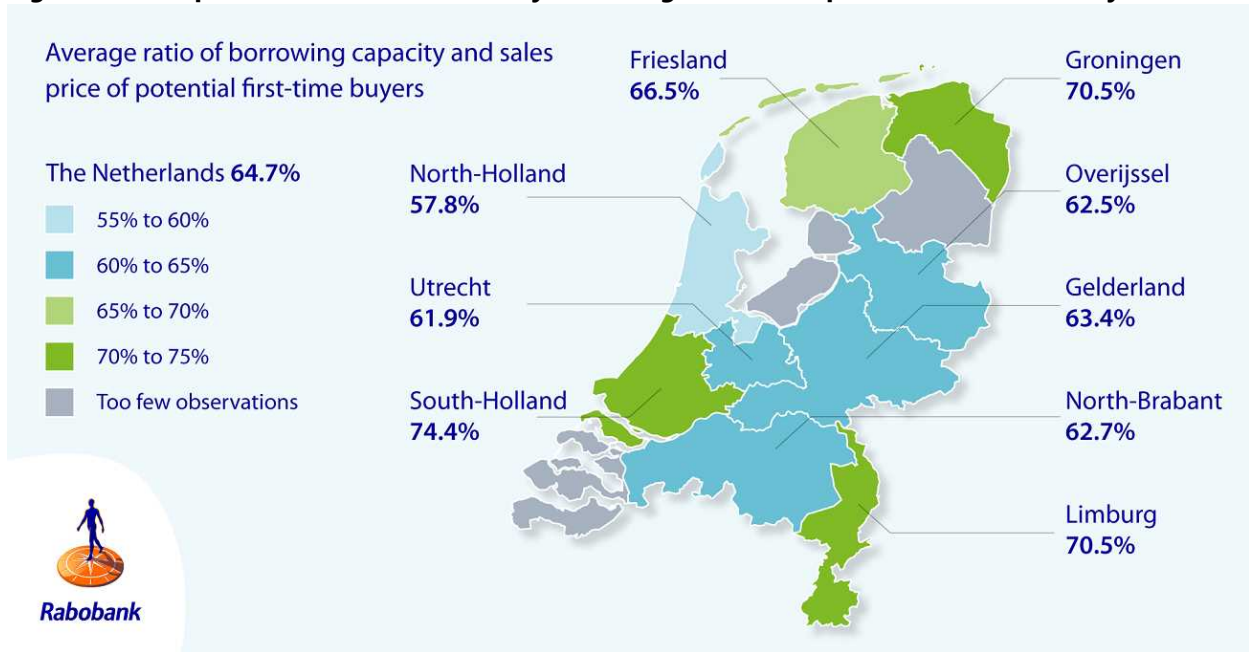 Average ratio of borrowing capacity and sales
price of potential first-time buyers
The Netherlands 64.7%
55% to 60%
60% to 65%
65% to 70%
70% to 75%
Too few observations
Friesland
66.5%
Groningen
70.5%
North-Holland
57.8%
Overijssel
62.5%
Utrecht
61.9%
Gelderland
63.4%
South-Holland
74.4%
North-Brabant
62.7%
Limburg
70.5%
Rabobank